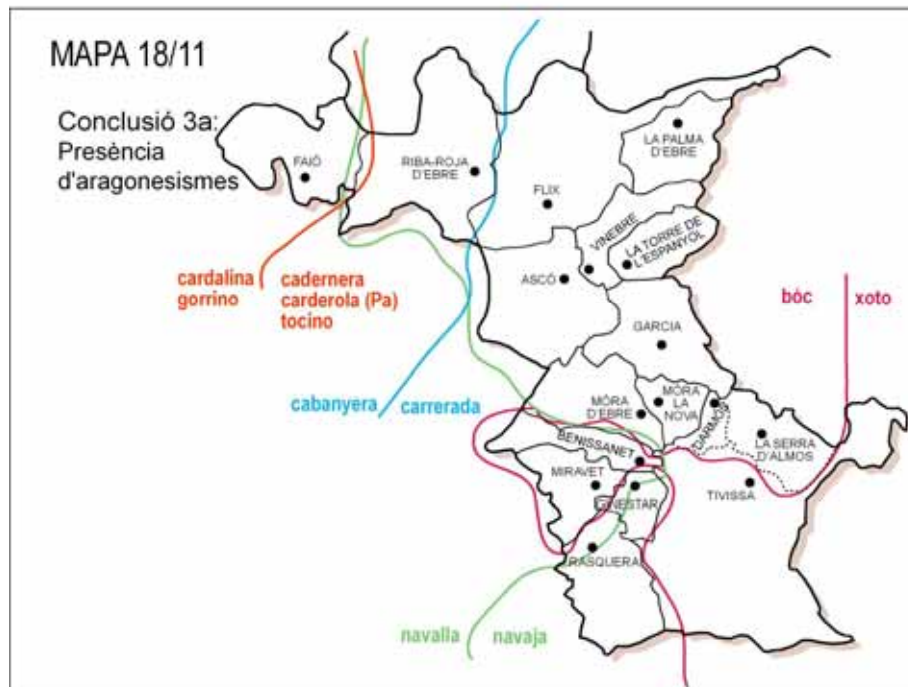 MAPA 18/11
Conclusió 3a:
Presència
d'aragonesismes
FAIÓ
RIBA-ROJA
D'EBRE
FLIX
LA PALMA
D'EBRE
VINEBRE
LA TORRE DE
L'ESPANYOL
ASCÓ
cardalina
gorrino
cadernera
carderola (Pa)
tocino
bóc
xoto
GARCIA
cabanyera
carrerada
MÓRA
D'EBRE
MÓRA
LA
NOVA
DARMÓS
LA SERRA
D'ALMOS
BENISSANET
MIRAVET
GINESTAR
TIVISSA
RASQUERA
navalla
navaja